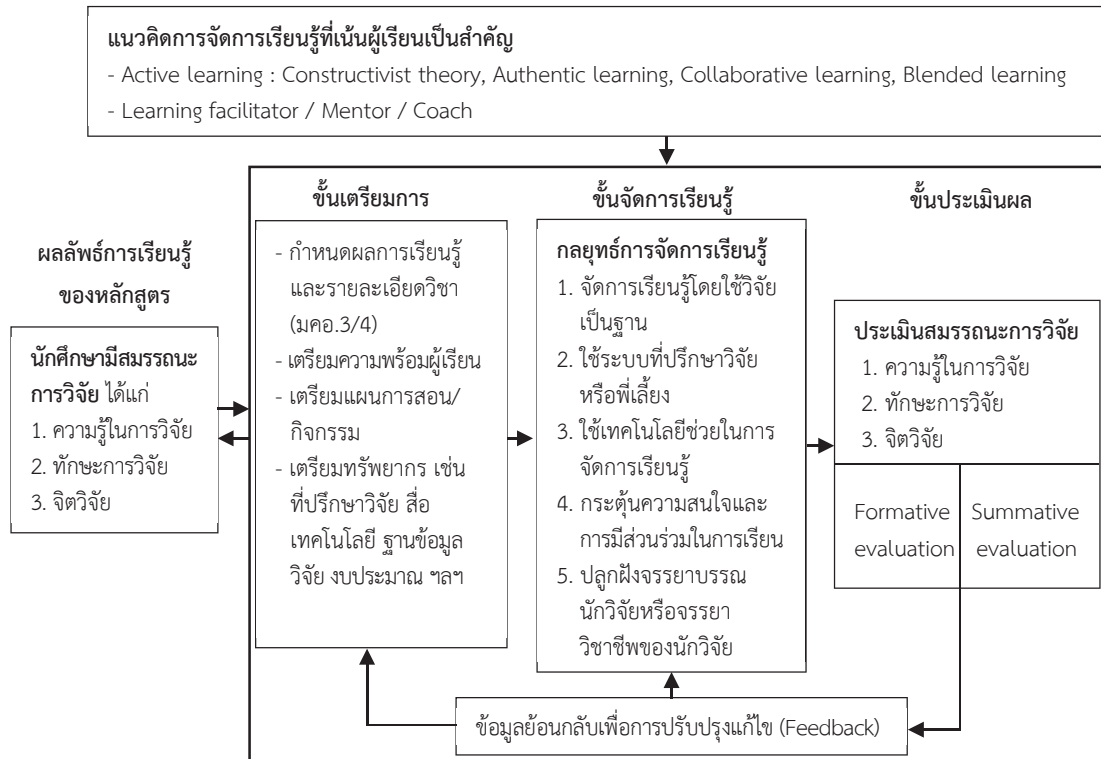 แนวคิดการจัดการเรียนรู้ที่เน้นผู้เรียนเป็นสำคัญ
- Active learning : Constructivist theory, Authentic learning, Collaborative learning, Blended learning
- Learning facilitator / Mentor / Coach
ผลลัพธ์การเรียนรู้
ของหลักสูตร
นักศึกษามีสมรรถนะ
การวิจัย ได้แก่
1. ความรู้ในการวิจัย
2. ทักษะการวิจัย
3. จิตวิจัย
ขั้นเตรียมการ
- กำหนดผลการเรียนรู้
และรายละเอียดวิชา
(มคอ.3/4)
- เตรียมความพร้อมผู้เรียน
- เตรียมแผนการสอน/
กิจกรรม
- เตรียมทรัพยากร เช่น
ที่ปรึกษาวิจัย สื่อ
เทคโนโลยี ฐานข้อมูล
วิจัย งบประมาณ ฯลฯ
ขั้นจัดการเรียนรู้
กลยุทธ์การจัดการเรียนรู้
1. จัดการเรียนรู้โดยใช้วิจัย
เป็นฐาน
2. ใช้ระบบที่ปรึกษาวิจัย
หรือพี่เลี้ยง
3. ใช้เทคโนโลยีช่วยในการ
จัดการเรียนรู้
4. กระตุ้นความสนใจและ
การมีส่วนร่วมในการเรียน
5. ปลูกฝังจรรยาบรรณ
นักวิจัยหรือจรรยา
วิชาชีพของนักวิจัย
ขั้นประเมินผล
ประเมินสมรรถนะการวิจัย
1. ความรู้ในการวิจัย
2. ทักษะการวิจัย
3. จิตวิจัย
Formative
evaluation
Summative
evaluation
ข้อมูลย้อนกลับเพื่อการปรับปรุงแก้ไข (Feedback)